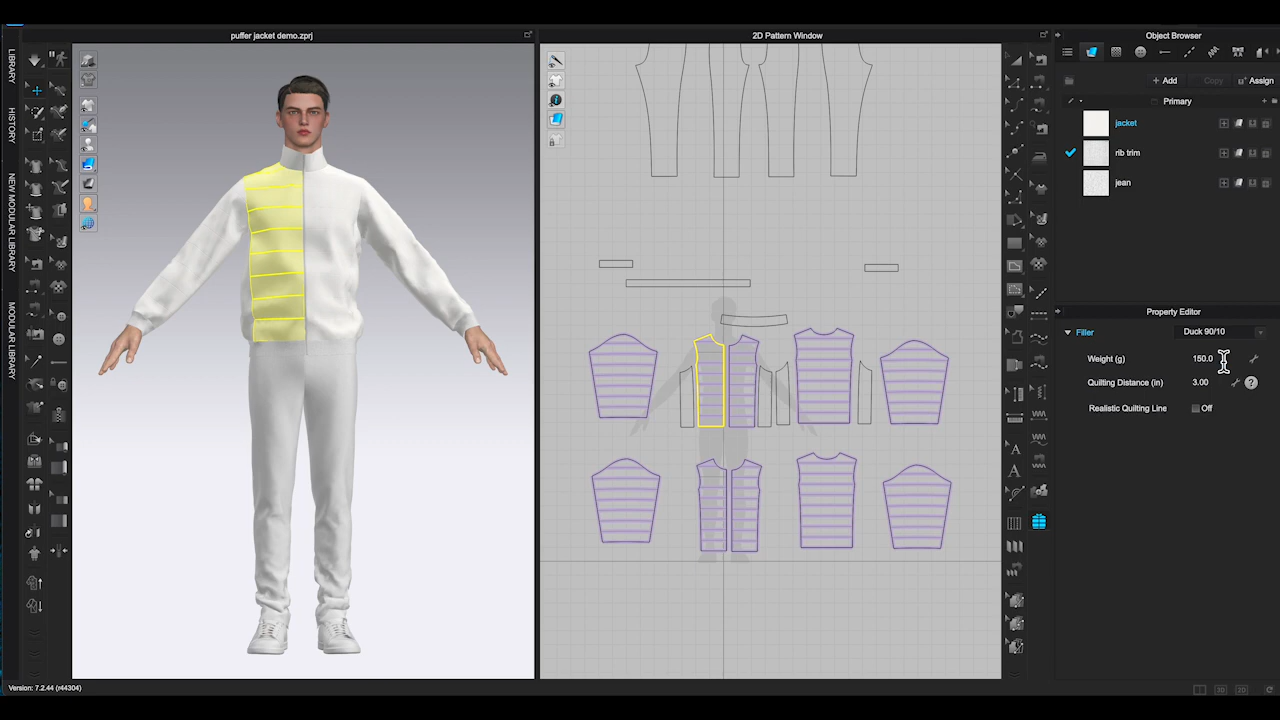 puffer jacket demo.zprj
2D Pattern Window
Object Browser
LIBRARY
HISTORY
NEW MODULAR LIBRARY
MODULAR LIBRARY
+ Add
Copy
Assign
Primary
jacket
rib trim
jean
Property Editor
Filler
Duck 90/10
Weight (g)
150.0
Quilting Distance (in)
3.00
?
Realistic Quilting Line
Off
A
A
3D
2D
Version: 7.2.44 (r44304)